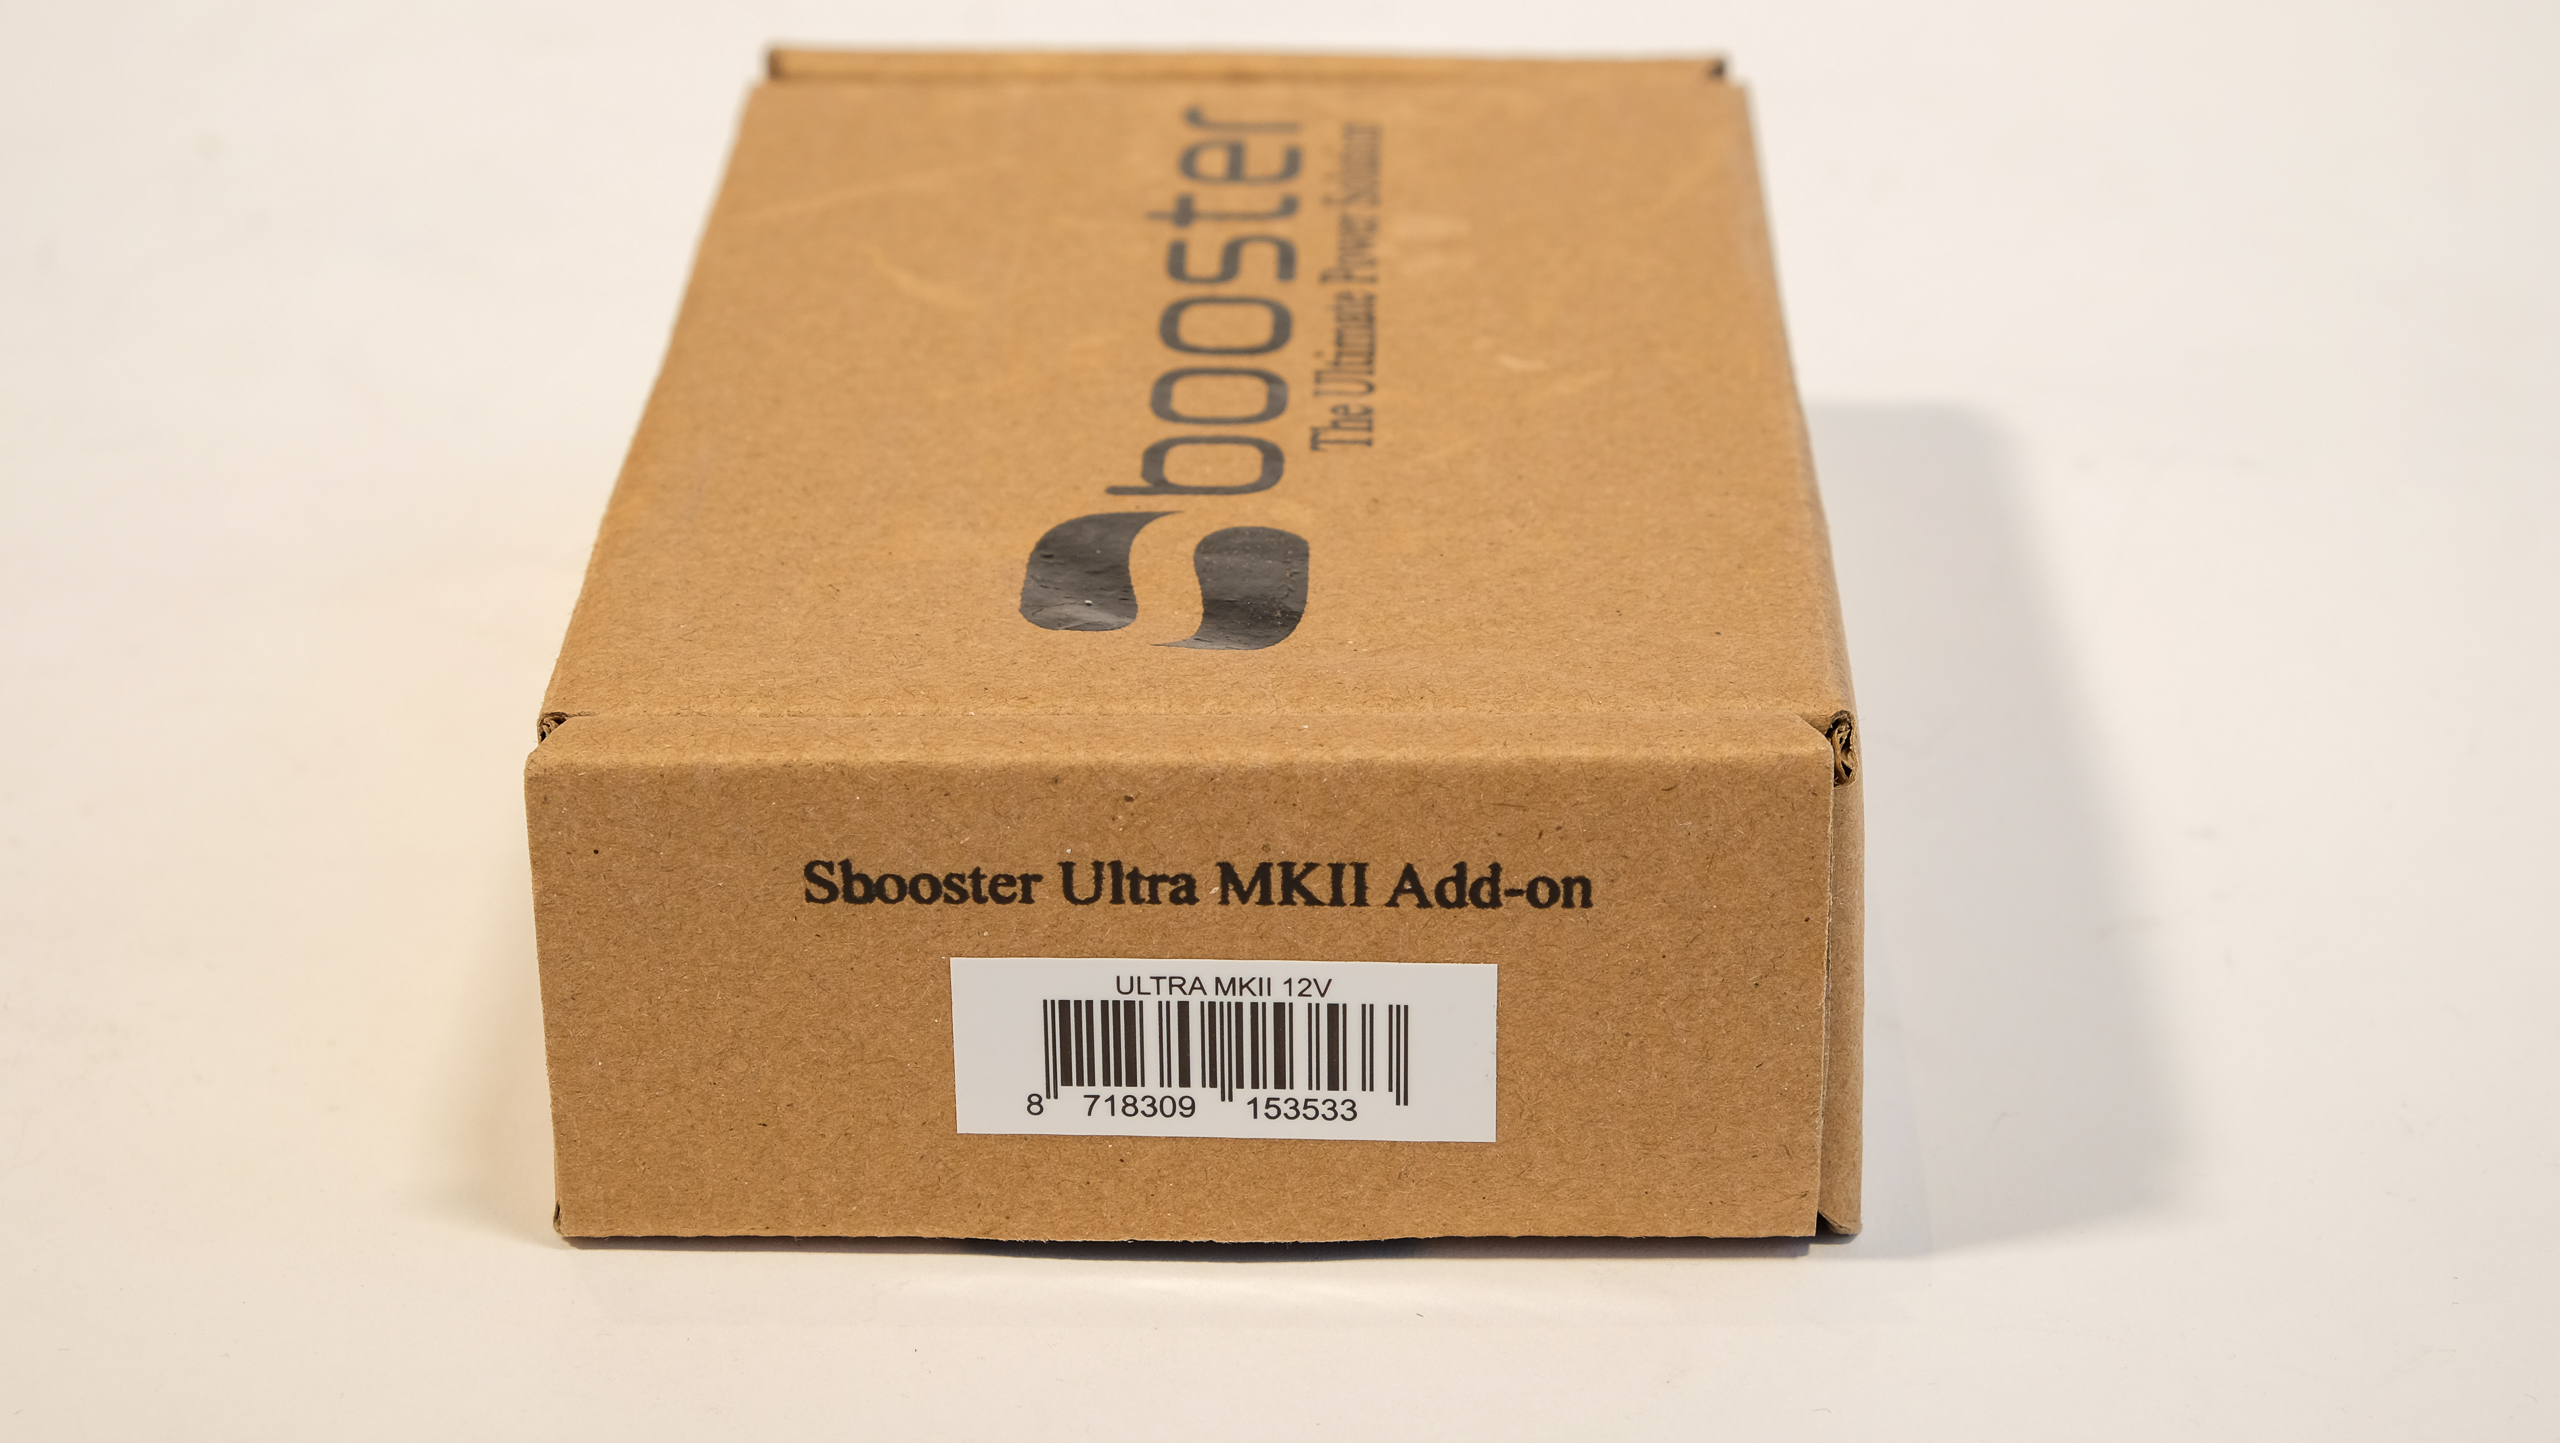 Sbooster
The Ultimate Power Solution
Sbooster Ultra MKII Add-on
ULTRA MKII 12V
8 718309 153533